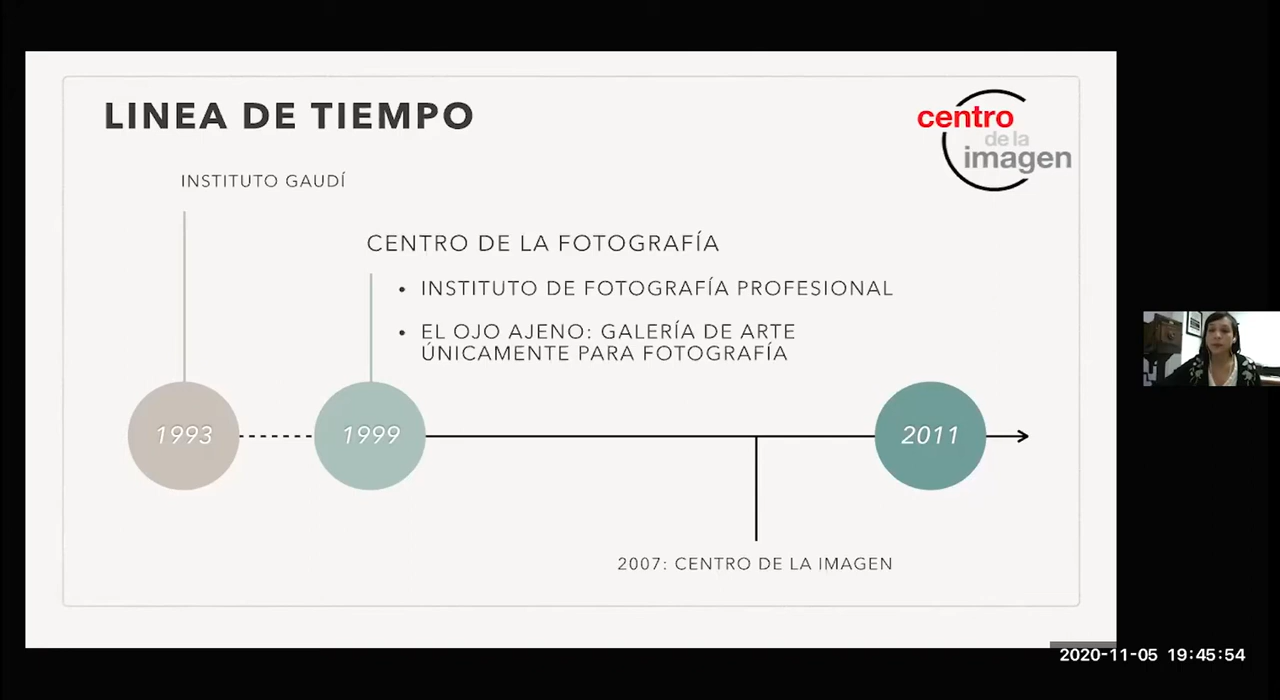 LINEA DE TIEMPO
centro
de la
imagen
INSTITUTO GAUDÍ
CENTRO DE LA FOTOGRAFÍA
• INSTITUTO DE FOTOGRAFÍA PROFESIONAL
• EL OJO AJENO: GALERÍA DE ARTE
ÚNICAMENTE PARA FOTOGRAFÍA
1993
1999
2011
2007: CENTRO DE LA IMAGEN
2020-11-05 19:45:54